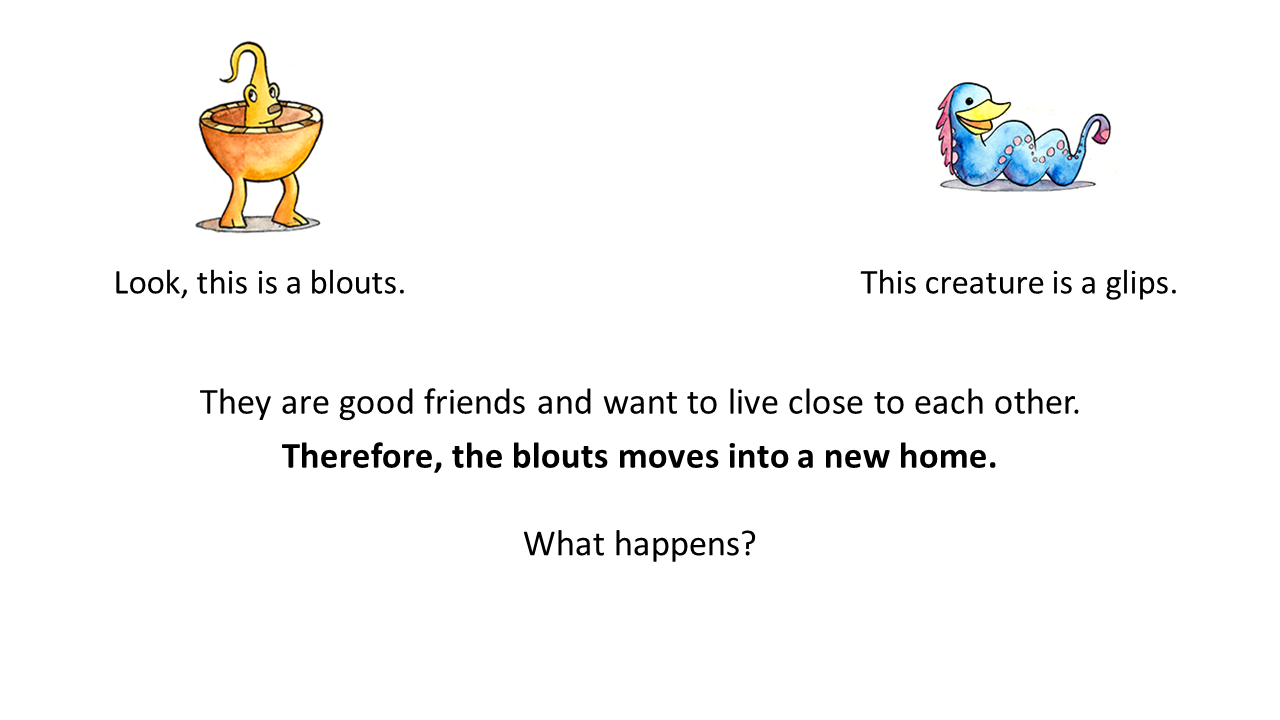 Look, this is a blouts.
This creature is a glips.
They are good friends and want to live close to each other.
Therefore, the blouts moves into a new home.
What happens?